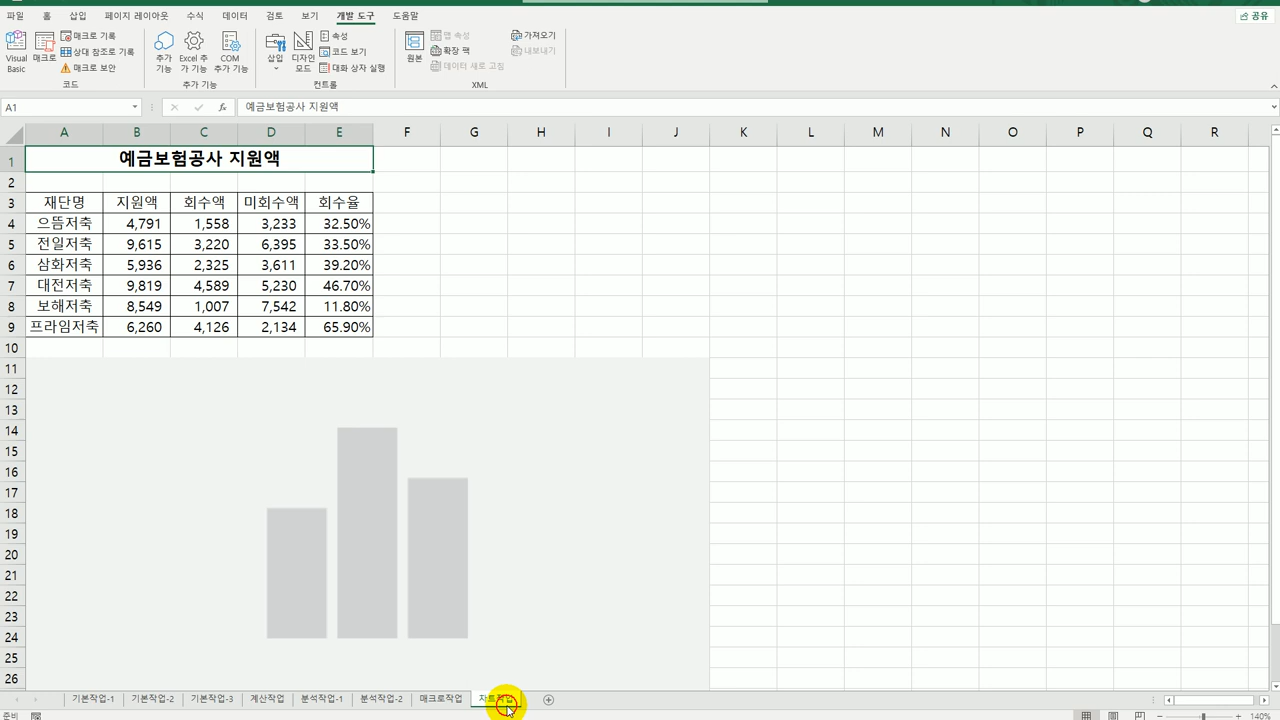 파일 홈 삽입 페이지 레이아웃 수식 데이터 검토 보기 개발 도구 도움말 공유
Visual Basic
매크로
매크로 기록
상대 참조로 기록
매크로 보안
코드
추가 기능
Excel 추가 기능
COM 추가 기능
추가 기능
삽입
디자인 모드
속성
코드 보기
대화 상자 실행
컨트롤
원본
맵 속성
확장 팩
데이터 새로 고침
가져오기
내보내기
XML
A1 fx 예금보험공사 지원액
A B C D E F G H I J K L M N O P Q R
1 예금보험공사 지원액
2
3 재단명 지원액 회수액 미회수액 회수율
4 으뜸저축 4,791 1,558 3,233 32.50%
5 전일저축 9,615 3,220 6,395 33.50%
6 삼화저축 5,936 2,325 3,611 39.20%
7 대전저축 9,819 4,589 5,230 46.70%
8 보해저축 8,549 1,007 7,542 11.80%
9 프라임저축 6,260 4,126 2,134 65.90%
10
11
12
13
14
15
16
17
18
19
20
21
22
23
24
25
26
기본작업-1 기본작업-2 기본작업-3 계산작업 분석작업-1 분석작업-2 매크로작업 차트작업
준비 140%